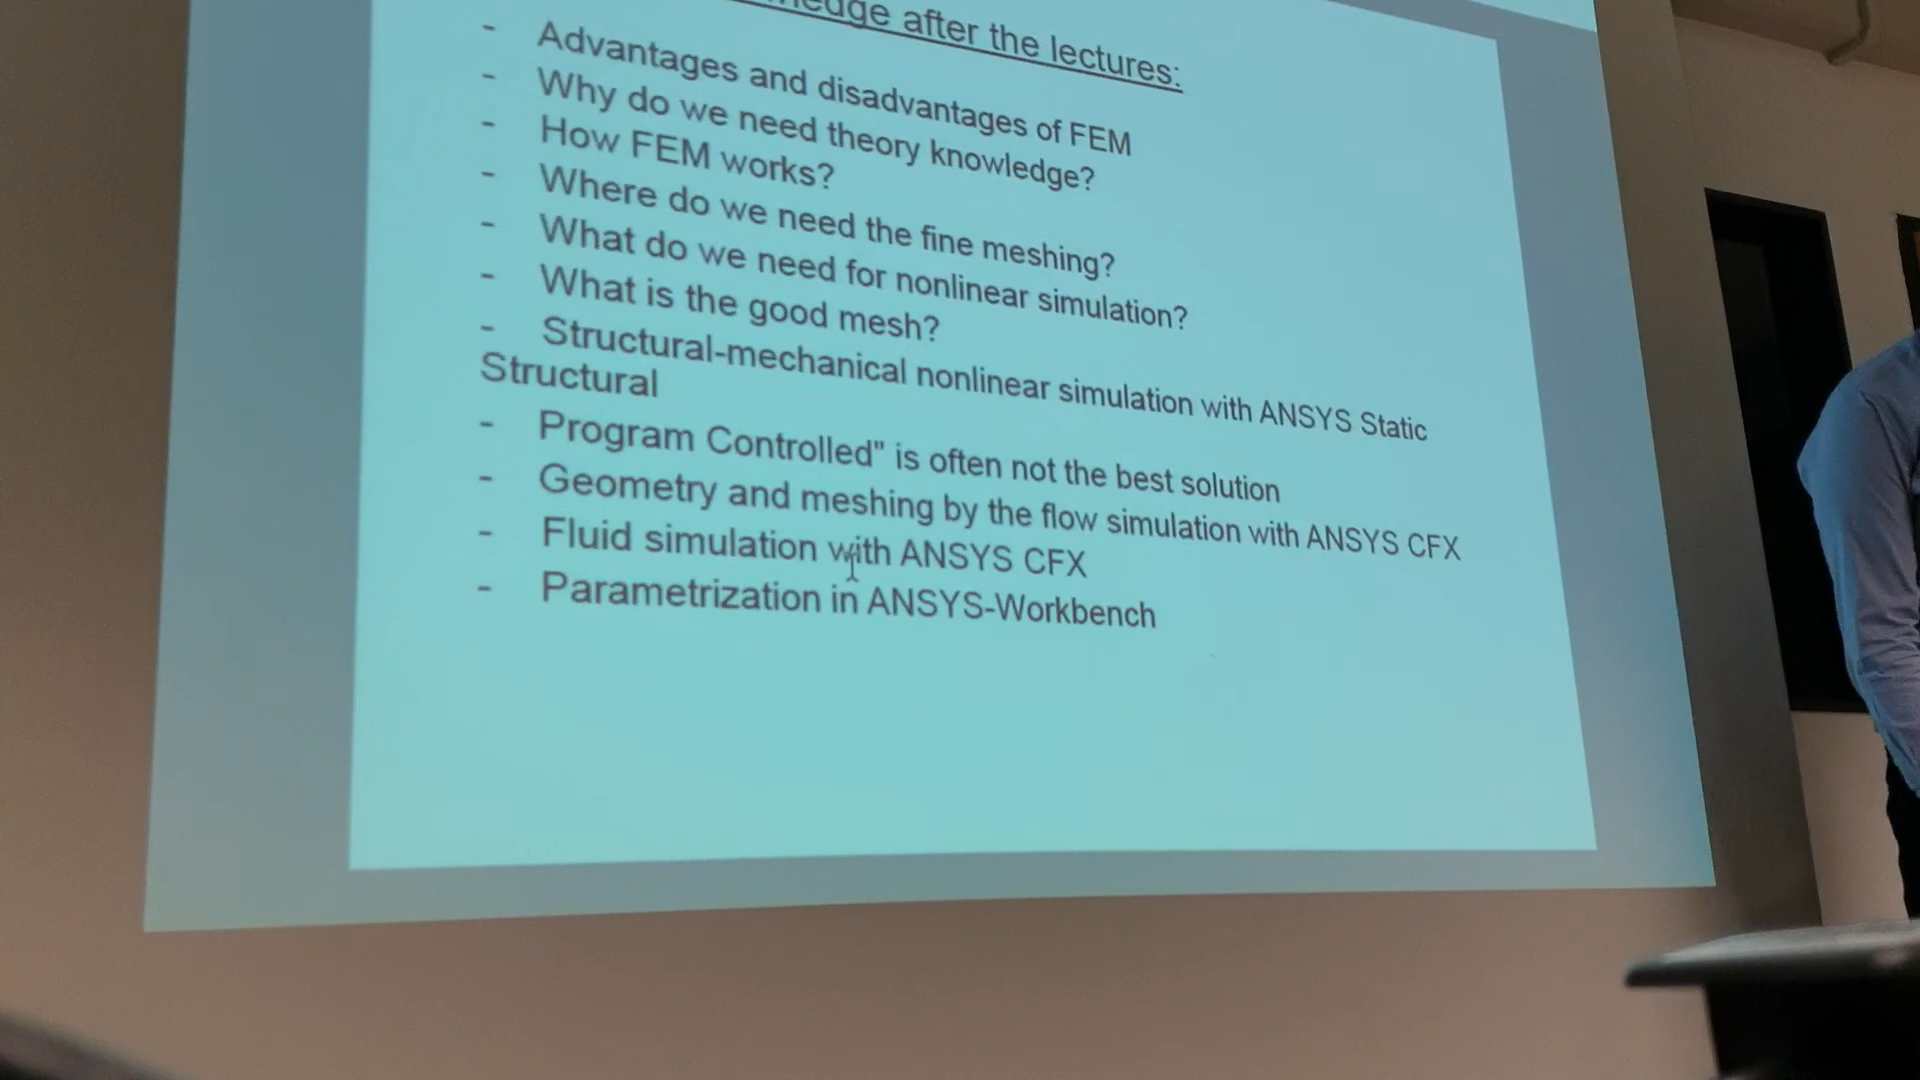 after the lectures:
- Advantages and disadvantages of FEM
- Why do we need theory knowledge?
- How FEM works?
- Where do we need the fine meshing?
- What do we need for nonlinear simulation?
- What is the good mesh?
- Structural-mechanical nonlinear simulation with ANSYS Static
Structural
- Program Controlled" is often not the best solution
- Geometry and meshing by the flow simulation with ANSYS CFX
- Fluid simulation with ANSYS CFX
- Parametrization in ANSYS-Workbench